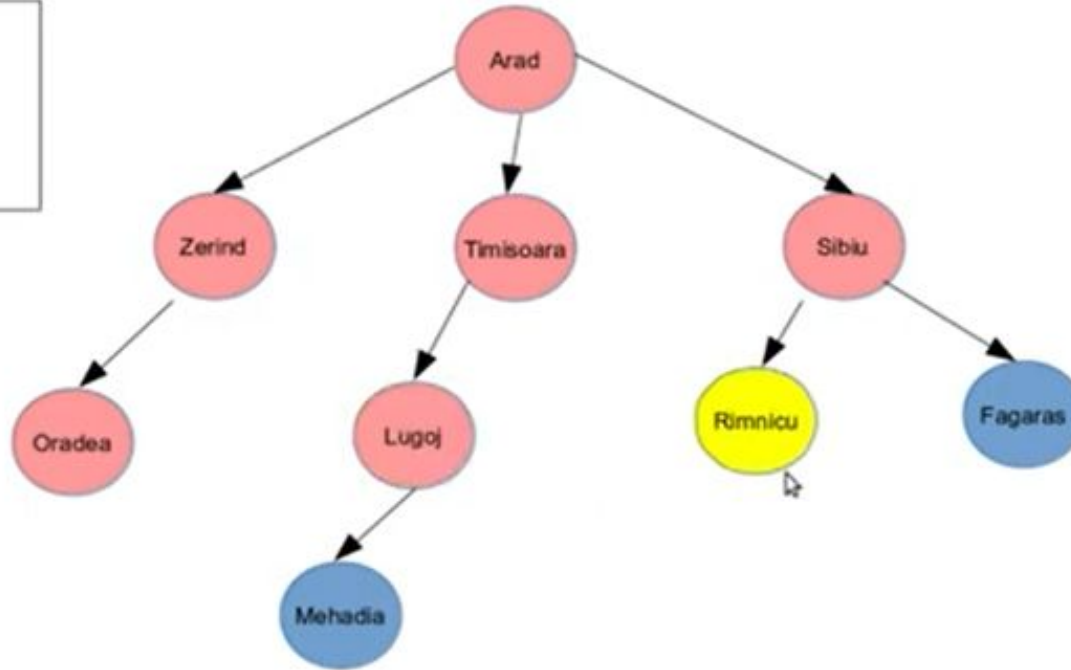 Arad
Zerind
Timisoara
Sibiu
Oradea
Lugoj
Rimnicu
Fagaras
Mehadia